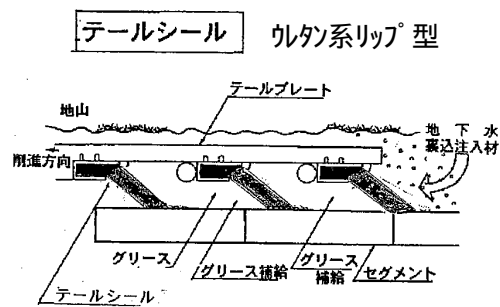 テールシール ウレタン系リップ型
テールプレート
地山
地下水
裏込注入材
削進方向
グリース
グリース補給
グリース
補給
セグメント
テールシール